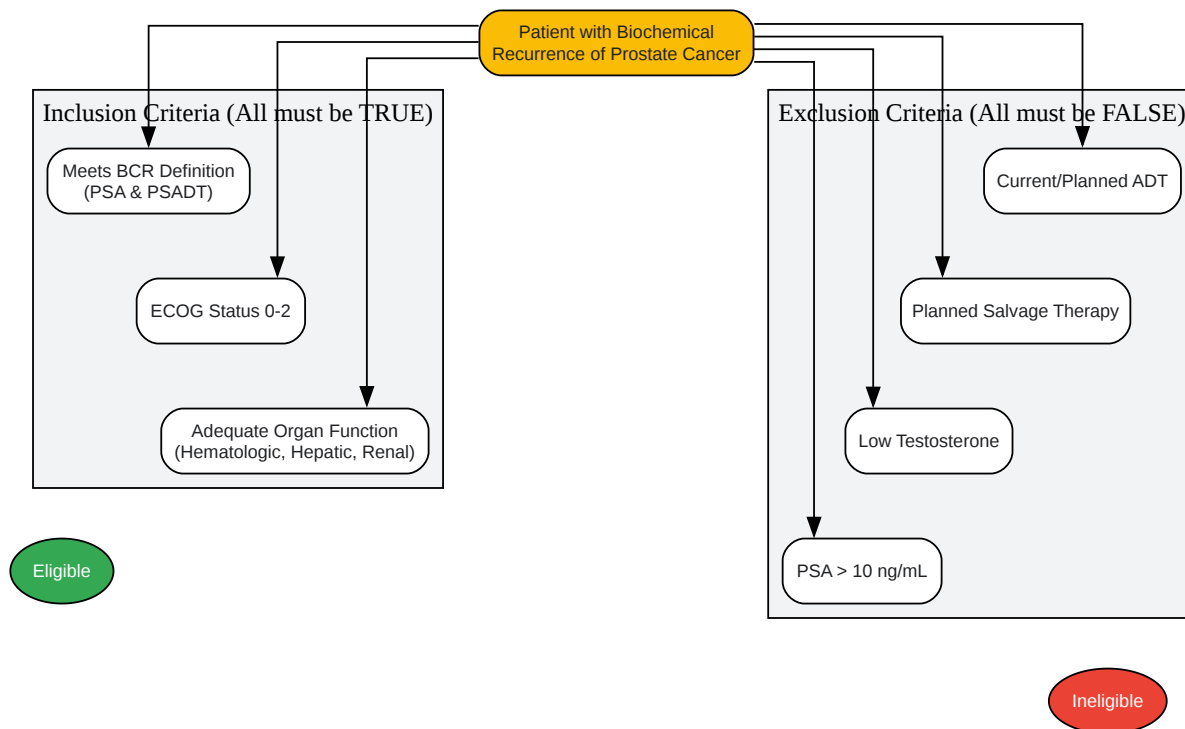 Patient with Biochemical
Recurrence of Prostate Cancer
Inclusion Criteria (All must be TRUE)
Meets BCR Definition
(PSA & PSADT)
ECOG Status 0-2
Adequate Organ Function
(Hematologic, Hepatic, Renal)
Eligible
Exclusion Criteria (All must be FALSE)
Current/Planned ADT
Planned Salvage Therapy
Low Testosterone
PSA > 10 ng/mL
Ineligible